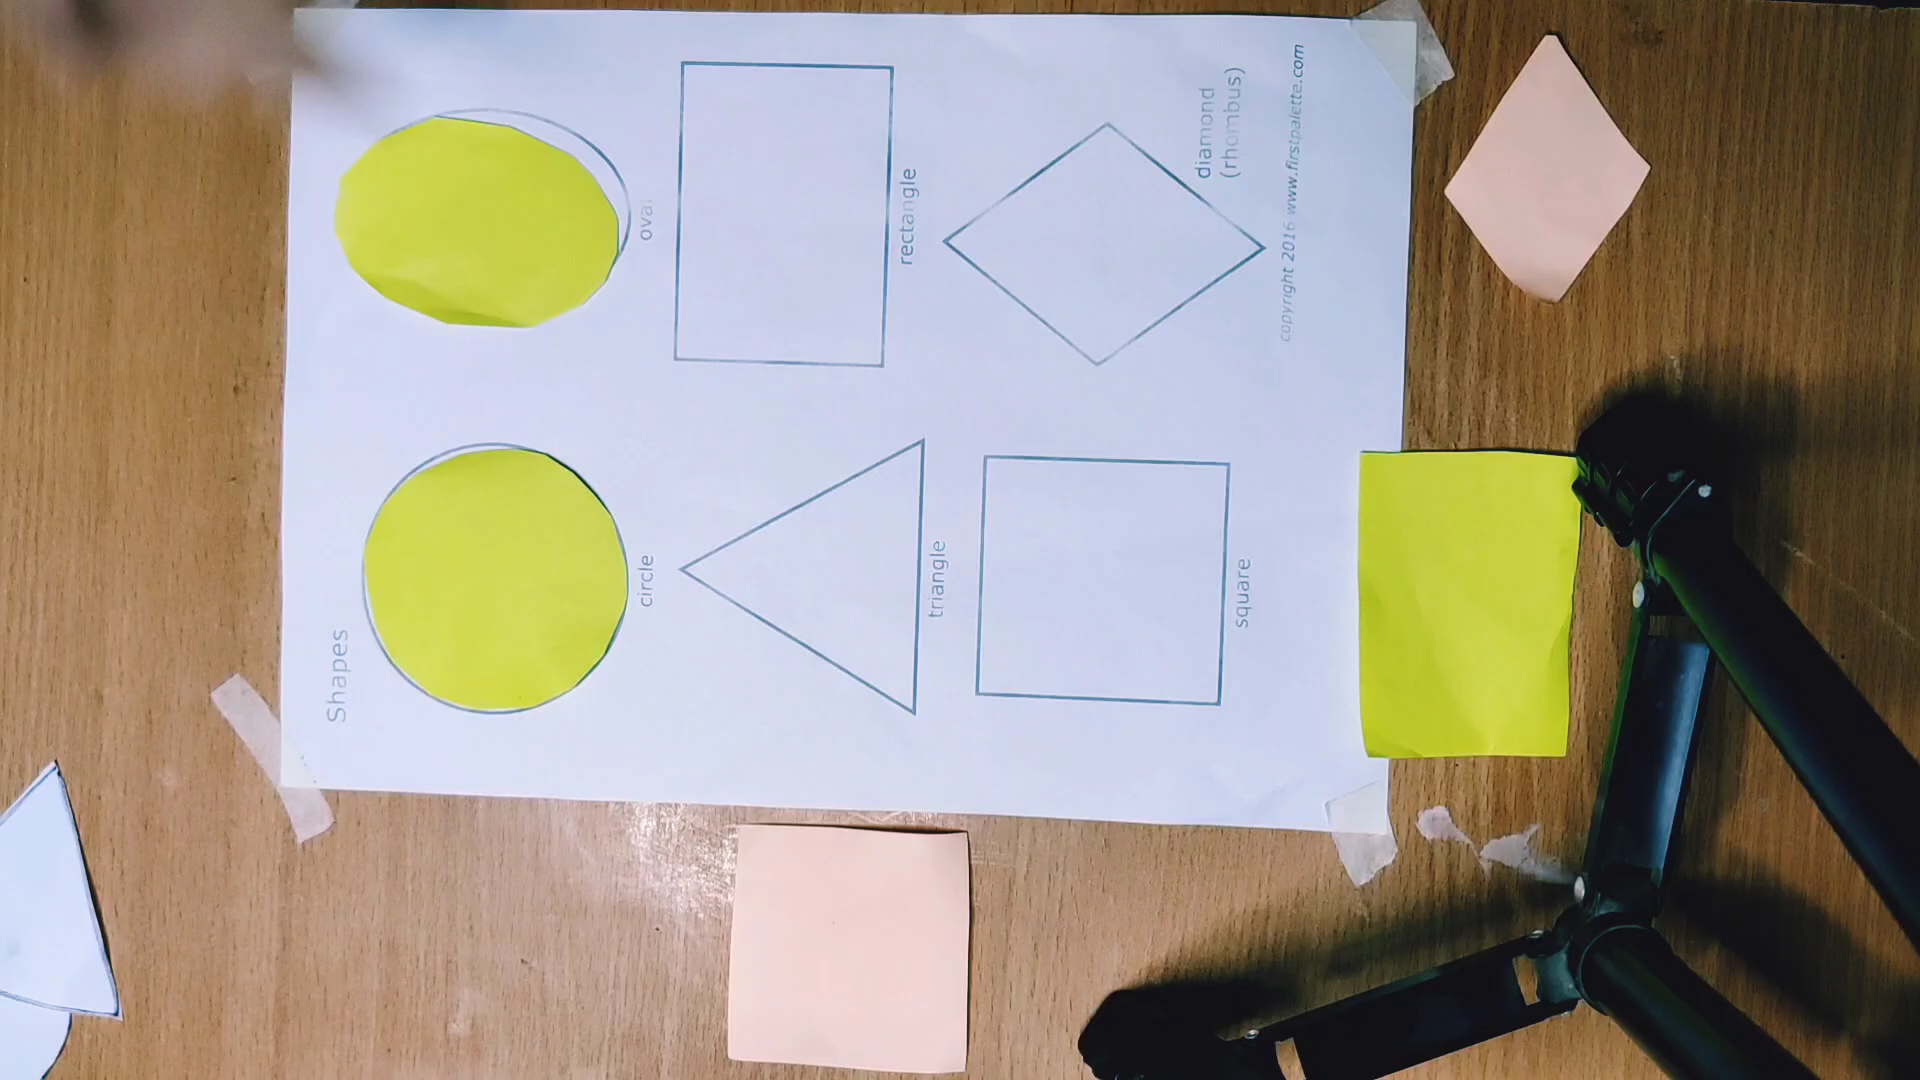 Shapes
circle
oval
triangle
rectangle
square
diamond
(rhombus)
copyright 2016 www.firstpalette.com